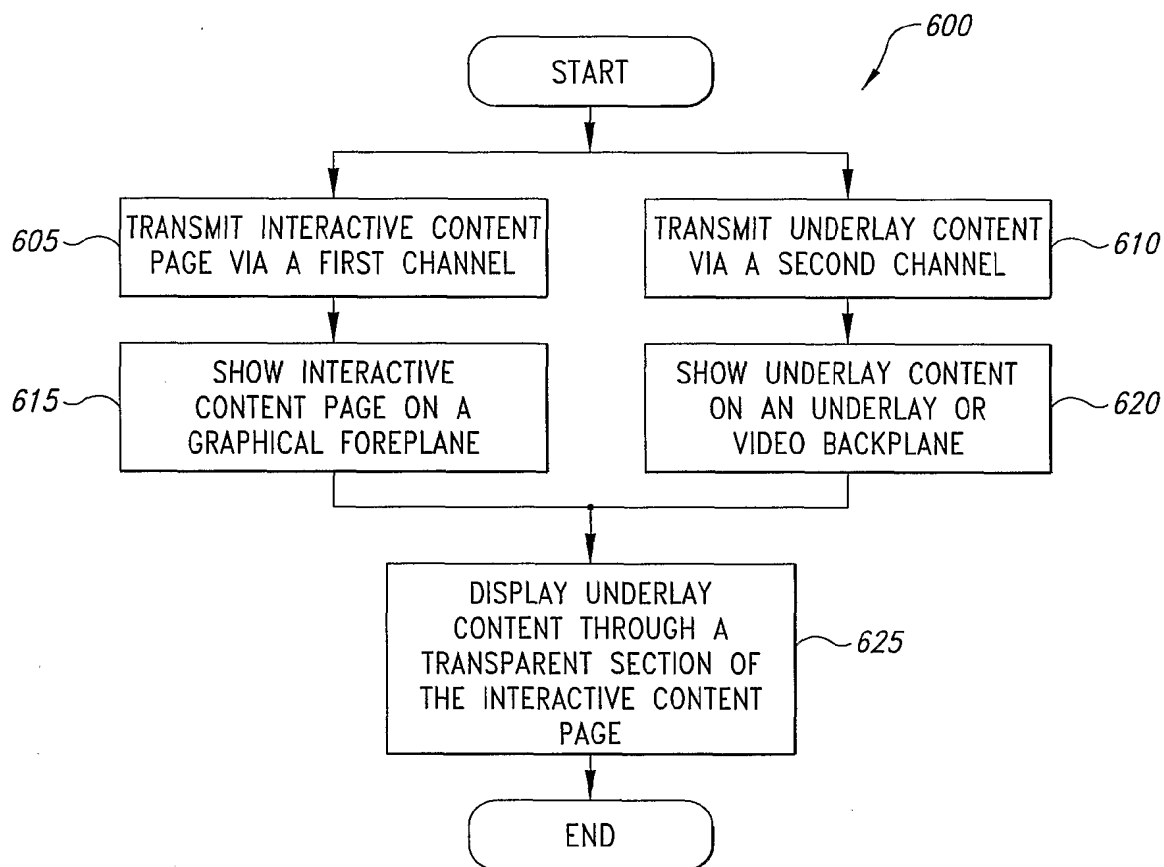 600
START
605
TRANSMIT INTERACTIVE CONTENT
PAGE VIA A FIRST CHANNEL
TRANSMIT UNDERLAY CONTENT
VIA A SECOND CHANNEL
610
615
SHOW INTERACTIVE
CONTENT PAGE ON A
GRAPHICAL FOREPLANE
SHOW UNDERLAY CONTENT
ON AN UNDERLAY OR
VIDEO BACKPLANE
620
DISPLAY UNDERLAY
CONTENT THROUGH A
TRANSPARENT SECTION OF
THE INTERACTIVE CONTENT
PAGE
625
END